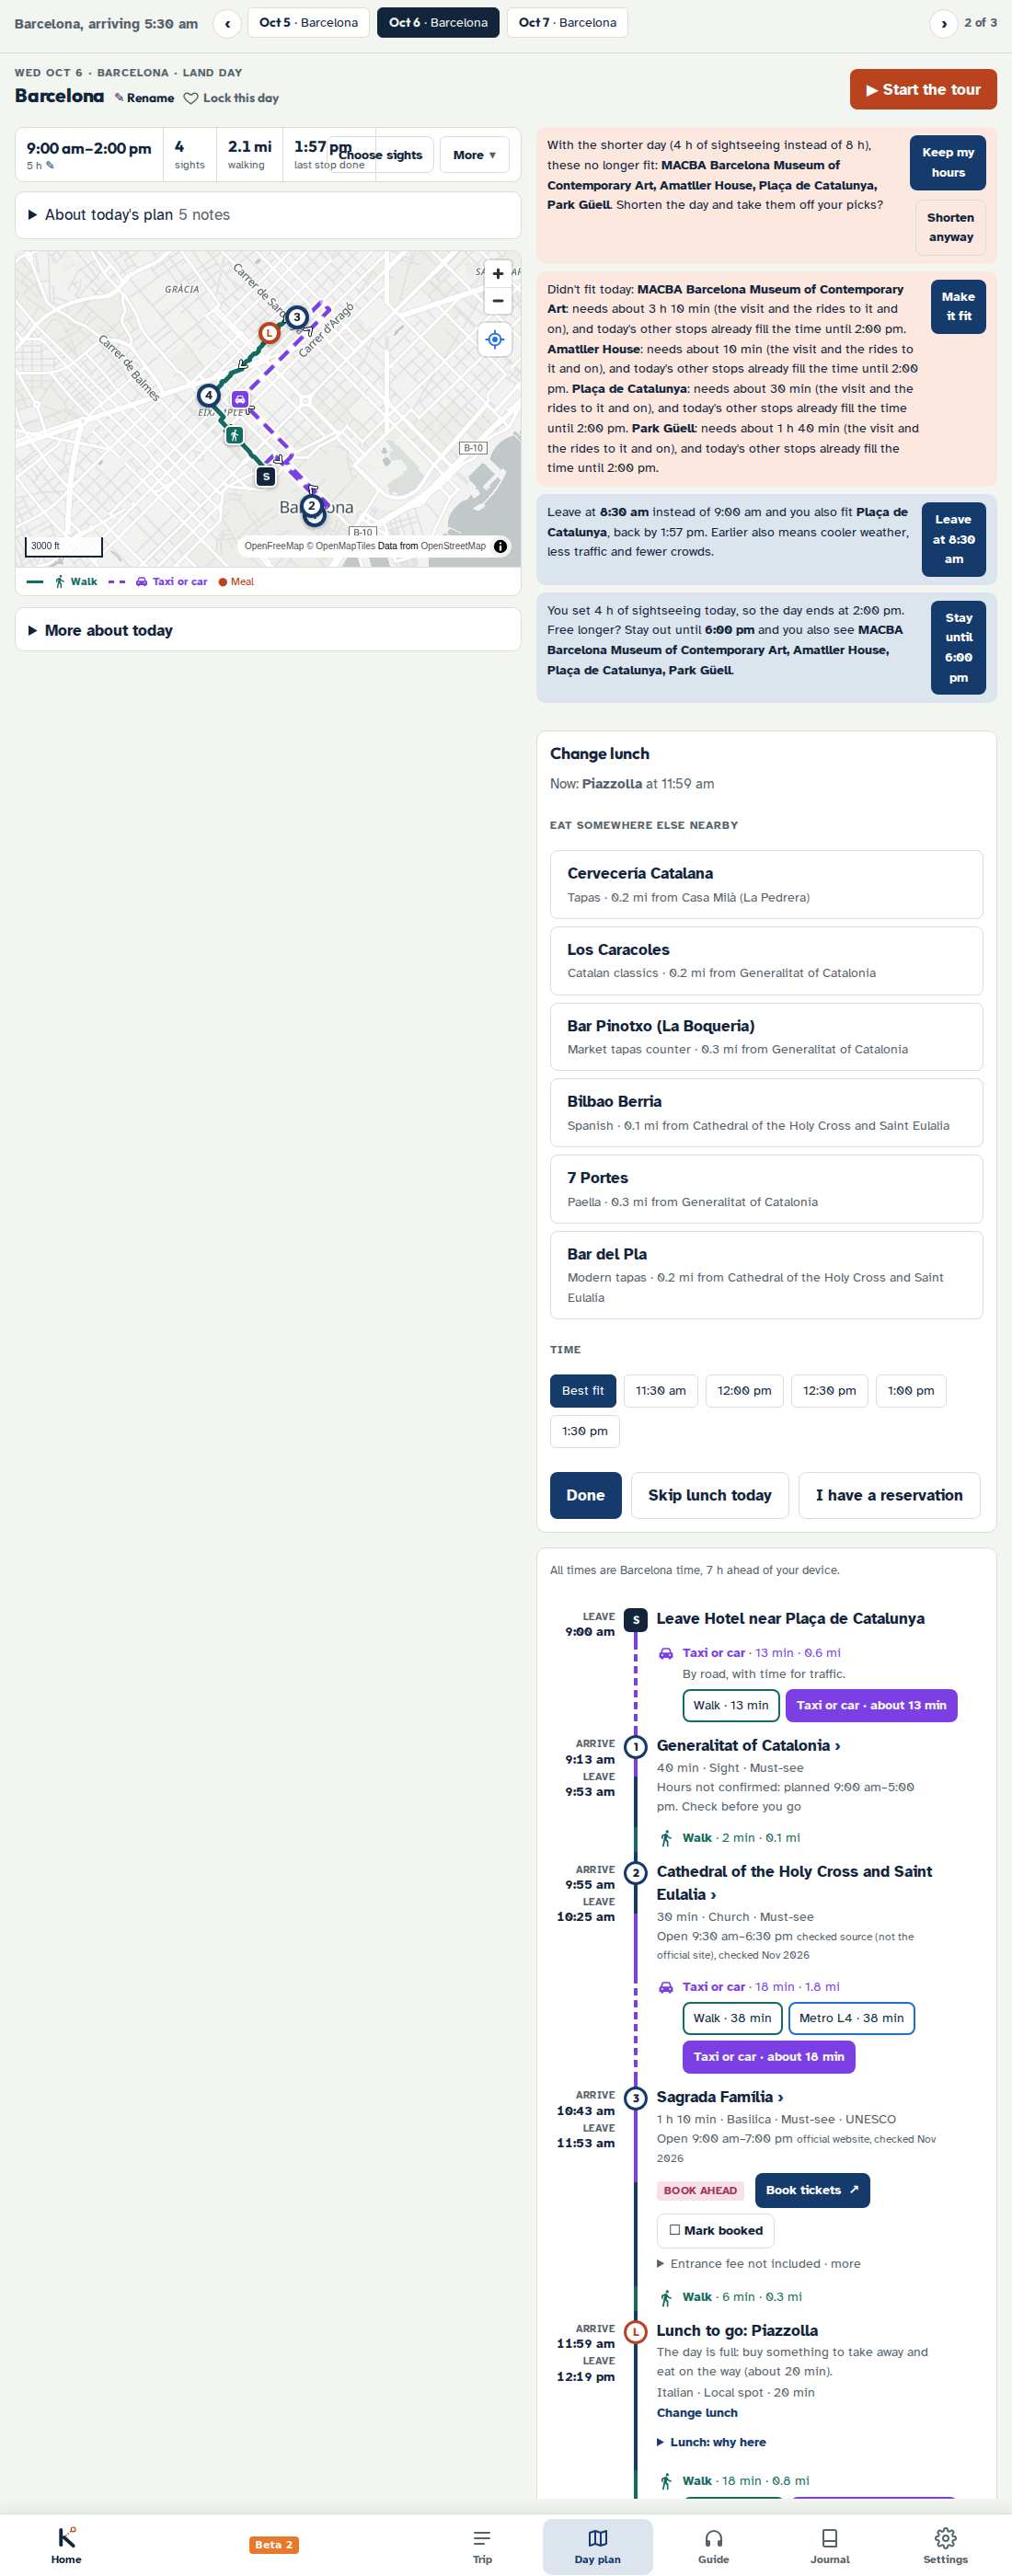 Barcelona, arriving 5:30 am
‹
Oct 5 · Barcelona
Oct 6 · Barcelona
Oct 7 · Barcelona
›
2 of 3
WED OCT 6 · BARCELONA · LAND DAY
Barcelona
✎ Rename
Lock this day
▶ Start the tour
9:00 am–2:00 pm
5 h ✎
4
sights
2.1 mi
walking
1:57 pm
last stop done
Choose sights
More ▾
▶ About today's plan 5 notes
GRÀCIA
Carrer de Balmes
Carrer d'Aragó
B-10
B-10
3
L
4
S
2
+
−
3000 ft
OpenFreeMap © OpenMapTiles Data from OpenStreetMap
Walk
Taxi or car
Meal
▶ More about today
With the shorter day (4 h of sightseeing instead of 8 h),
these no longer fit: MACBA Barcelona Museum of
Contemporary Art, Amatller House, Plaça de Catalunya,
Park Güell. Shorten the day and take them off your picks?
Keep my
hours
Shorten
anyway
Didn't fit today: MACBA Barcelona Museum of Contemporary
Art: needs about 3 h 10 min (the visit and the rides to it and
on), and today's other stops already fill the time until 2:00 pm.
Amatller House: needs about 10 min (the visit and the rides to
it and on), and today's other stops already fill the time until 2:00
pm. Plaça de Catalunya: needs about 30 min (the visit and the
rides to it and on), and today's other stops already fill the time
until 2:00 pm. Park Güell: needs about 1 h 40 min (the visit and
the rides to it and on), and today's other stops already fill the
time until 2:00 pm.
Make
it fit
Leave at 8:30 am instead of 9:00 am and you also fit Plaça de
Catalunya, back by 1:57 pm. Earlier also means cooler weather,
less traffic and fewer crowds.
Leave
at 8:30
am
You set 4 h of sightseeing today, so the day ends at 2:00 pm.
Free longer? Stay out until 6:00 pm and you also see MACBA
Barcelona Museum of Contemporary Art, Amatller House,
Plaça de Catalunya, Park Güell.
Stay
until
6:00
pm
Change lunch
Now: Piazzolla at 11:59 am
EAT SOMEWHERE ELSE NEARBY
Cervecería Catalana
Tapas · 0.2 mi from Casa Milà (La Pedrera)
Los Caracoles
Catalan classics · 0.2 mi from Generalitat of Catalonia
Bar Pinotxo (La Boqueria)
Market tapas counter · 0.3 mi from Generalitat of Catalonia
Bilbao Berria
Spanish · 0.1 mi from Cathedral of the Holy Cross and Saint Eulalia
7 Portes
Paella · 0.3 mi from Generalitat of Catalonia
Bar del Pla
Modern tapas · 0.2 mi from Cathedral of the Holy Cross and Saint
Eulalia
TIME
Best fit
11:30 am
12:00 pm
12:30 pm
1:00 pm
1:30 pm
Done
Skip lunch today
I have a reservation
All times are Barcelona time, 7 h ahead of your device.
LEAVE
9:00 am
S
Leave Hotel near Plaça de Catalunya
Taxi or car · 13 min · 0.6 mi
By road, with time for traffic.
Walk · 13 min
Taxi or car · about 13 min
ARRIVE
9:13 am
LEAVE
9:53 am
1
Generalitat of Catalonia ›
40 min · Sight · Must-see
Hours not confirmed: planned 9:00 am–5:00
pm. Check before you go
Walk · 2 min · 0.1 mi
ARRIVE
9:55 am
LEAVE
10:25 am
2
Cathedral of the Holy Cross and Saint
Eulalia ›
30 min · Church · Must-see
Open 9:30 am–6:30 pm checked source (not the
official site), checked Nov 2026
Taxi or car · 18 min · 1.8 mi
Walk · 38 min
Metro L4 · 38 min
Taxi or car · about 18 min
ARRIVE
10:43 am
LEAVE
11:53 am
3
Sagrada Família ›
1 h 10 min · Basilica · Must-see · UNESCO
Open 9:00 am–7:00 pm official website, checked Nov
2026
BOOK AHEAD
Book tickets ↗
☐ Mark booked
▶ Entrance fee not included · more
Walk · 6 min · 0.3 mi
ARRIVE
11:59 am
LEAVE
12:19 pm
L
Lunch to go: Piazzolla
The day is full: buy something to take away and
eat on the way (about 20 min).
Italian · Local spot · 20 min
Change lunch
▶ Lunch: why here
Walk · 18 min · 0.8 mi
Home
Beta 2
Trip
Day plan
Guide
Journal
Settings